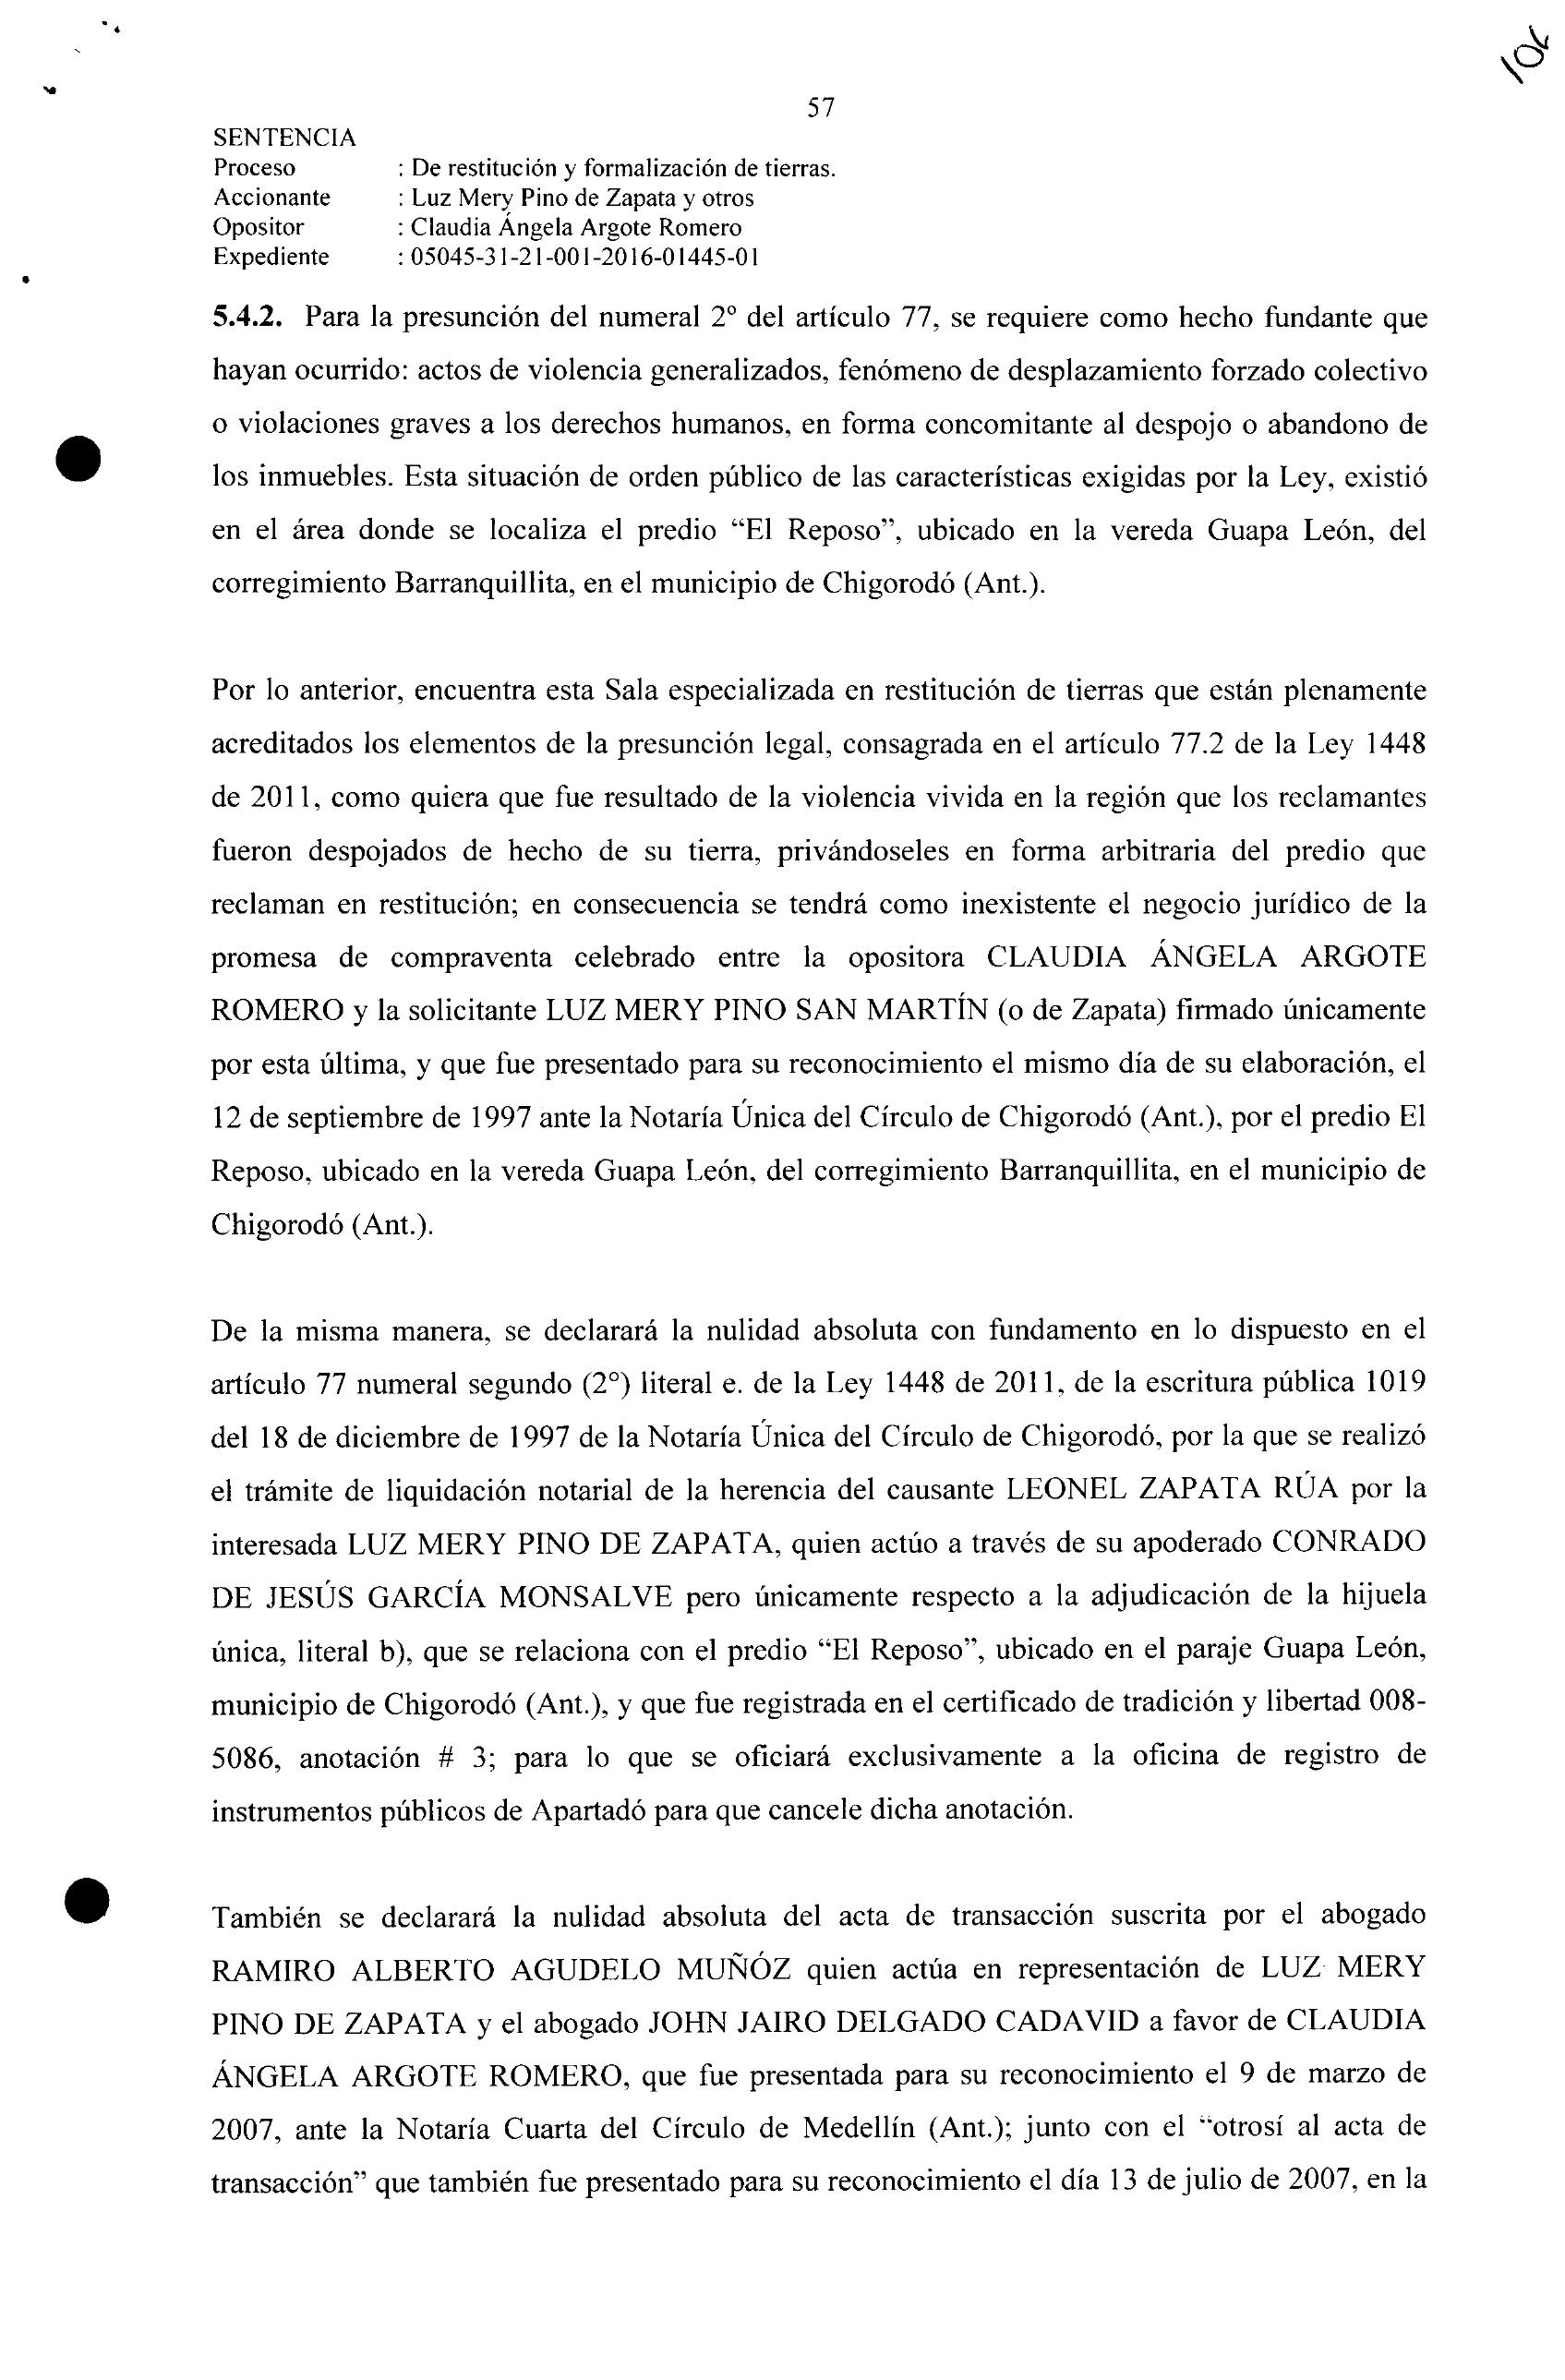 57
SENTENCIA
Proceso : De restitución y formalización de tierras.
Accionante : Luz Mery Pino de Zapata y otros
Opositor : Claudia Ángela Argote Romero
Expediente : 05045-31-21-001-2016-01445-01
5.4.2. Para la presunción del numeral 2° del artículo 77, se requiere como hecho fundante que
hayan ocurrido: actos de violencia generalizados, fenómeno de desplazamiento forzado colectivo
o violaciones graves a los derechos humanos, en forma concomitante al despojo o abandono de
los inmuebles. Esta situación de orden público de las características exigidas por la Ley, existió
en el área donde se localiza el predio “El Reposo”, ubicado en la vereda Guapa León, del
corregimiento Barranquillita, en el municipio de Chigorodó (Ant.).
Por lo anterior, encuentra esta Sala especializada en restitución de tierras que están plenamente
acreditados los elementos de la presunción legal, consagrada en el artículo 77.2 de la Ley 1448
de 2011, como quiera que fue resultado de la violencia vivida en la región que los reclamantes
fueron despojados de hecho de su tierra, privándoseles en forma arbitraria del predio que
reclaman en restitución; en consecuencia se tendrá como inexistente el negocio jurídico de la
promesa de compraventa celebrado entre la opositora CLAUDIA ÁNGELA ARGOTE
ROMERO y la solicitante LUZ MERY PINO SAN MARTÍN (o de Zapata) firmado únicamente
por esta última, y que fue presentado para su reconocimiento el mismo día de su elaboración, el
12 de septiembre de 1997 ante la Notaría Única del Círculo de Chigorodó (Ant.), por el predio El
Reposo, ubicado en la vereda Guapa León, del corregimiento Barranquillita, en el municipio de
Chigorodó (Ant.).
De la misma manera, se declarará la nulidad absoluta con fundamento en lo dispuesto en el
artículo 77 numeral segundo (2°) literal e. de la Ley 1448 de 2011, de la escritura pública 1019
del 18 de diciembre de 1997 de la Notaría Única del Círculo de Chigorodó, por la que se realizó
el trámite de liquidación notarial de la herencia del causante LEONEL ZAPATA RÚA por la
interesada LUZ MERY PINO DE ZAPATA, quien actúo a través de su apoderado CONRADO
DE JESÚS GARCÍA MONSALVE pero únicamente respecto a la adjudicación de la hijuela
única, literal b), que se relaciona con el predio “El Reposo”, ubicado en el paraje Guapa León,
municipio de Chigorodó (Ant.), y que fue registrada en el certificado de tradición y libertad 008-
5086, anotación # 3; para lo que se oficiará exclusivamente a la oficina de registro de
instrumentos públicos de Apartadó para que cancele dicha anotación.
También se declarará la nulidad absoluta del acta de transacción suscrita por el abogado
RAMIRO ALBERTO AGUDELO MUÑÓZ quien actúa en representación de LUZ MERY
PINO DE ZAPATA y el abogado JOHN JAIRO DELGADO CADAVID a favor de CLAUDIA
ÁNGELA ARGOTE ROMERO, que fue presentada para su reconocimiento el 9 de marzo de
2007, ante la Notaría Cuarta del Círculo de Medellín (Ant.); junto con el “otrosí al acta de
transacción” que también fue presentado para su reconocimiento el día 13 de julio de 2007, en la